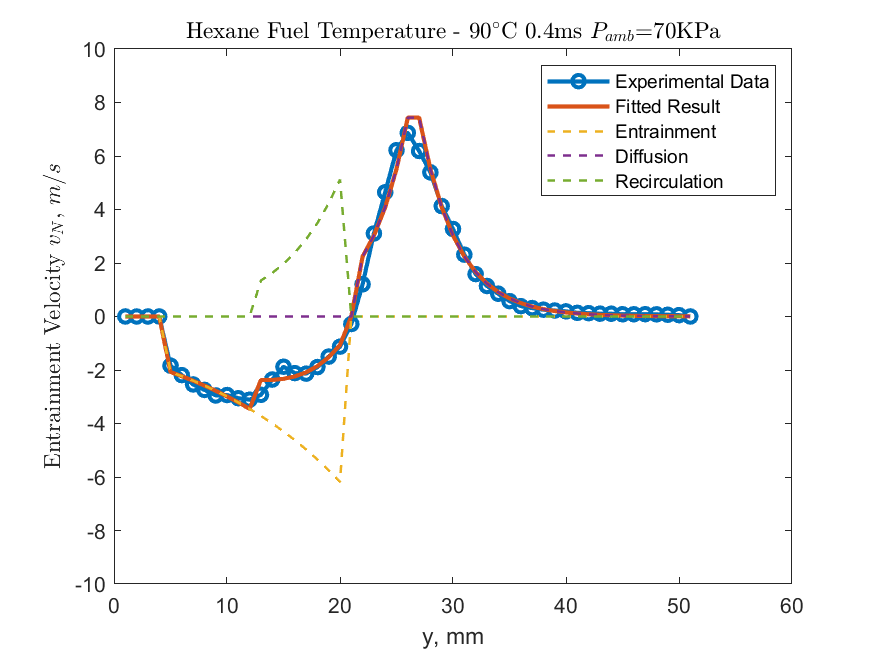 Hexane Fuel Temperature - 90°C 0.4ms P_amb=70KPa
10
8
6
4
2
0
-2
-4
-6
-8
-10
Entrainment Velocity v_N, m/s
Experimental Data
Fitted Result
Entrainment
Diffusion
Recirculation
0 10 20 30 40 50 60
y, mm